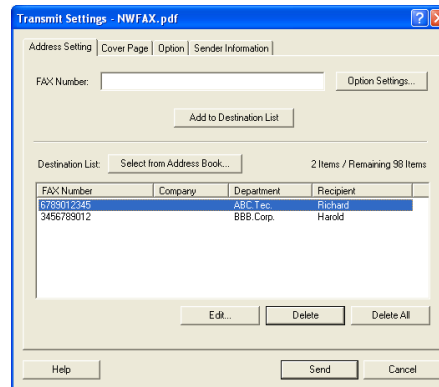 Transmit Settings - NWFAX.pdf
Address Setting Cover Page Option Sender Information
FAX Number: Option Settings...
Add to Destination List
Destination List: Select from Address Book... 2 Items / Remaining 98 Items
FAX Number Company Department Recipient
6789012345 ABC.Tec. Richard
3456789012 BBB.Corp. Harold
Edit... Delete Delete All
Help Send Cancel